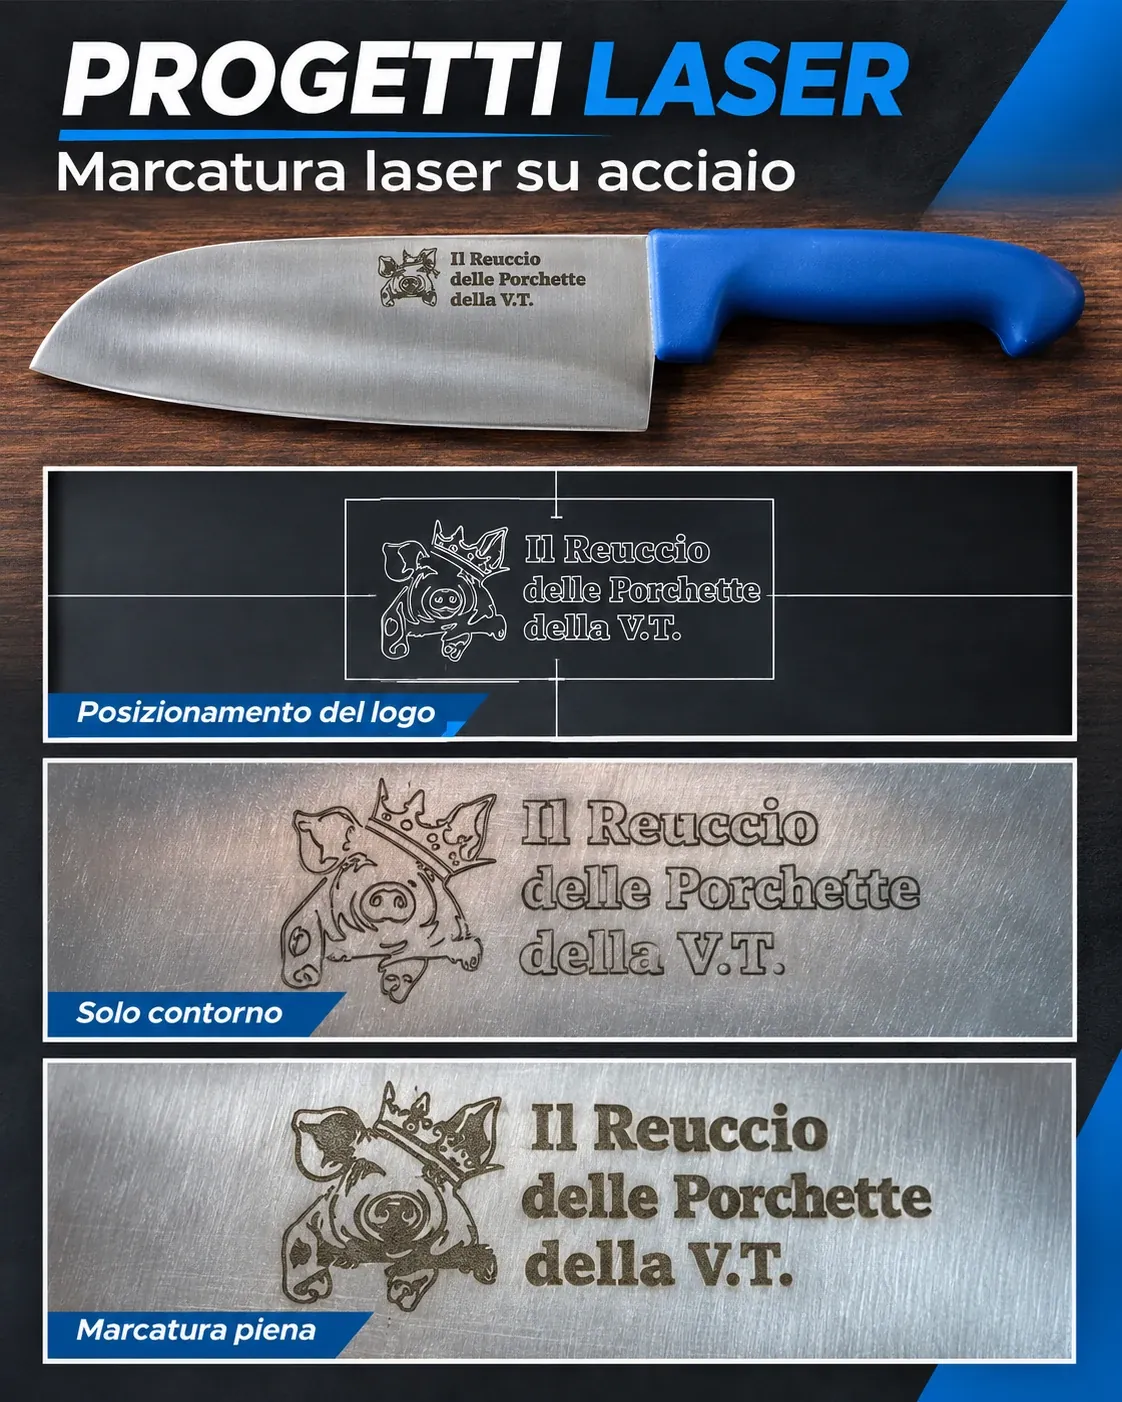 PROGETTI LASER
Marcatura laser su acciaio
Il Reuccio
delle Porchette
della V.T.
Il Reuccio
delle Porchette
della V.T.
Posizionamento del logo
Il Reuccio
delle Porchette
della V.T.
Solo contorno
Il Reuccio
delle Porchette
della V.T.
Marcatura piena